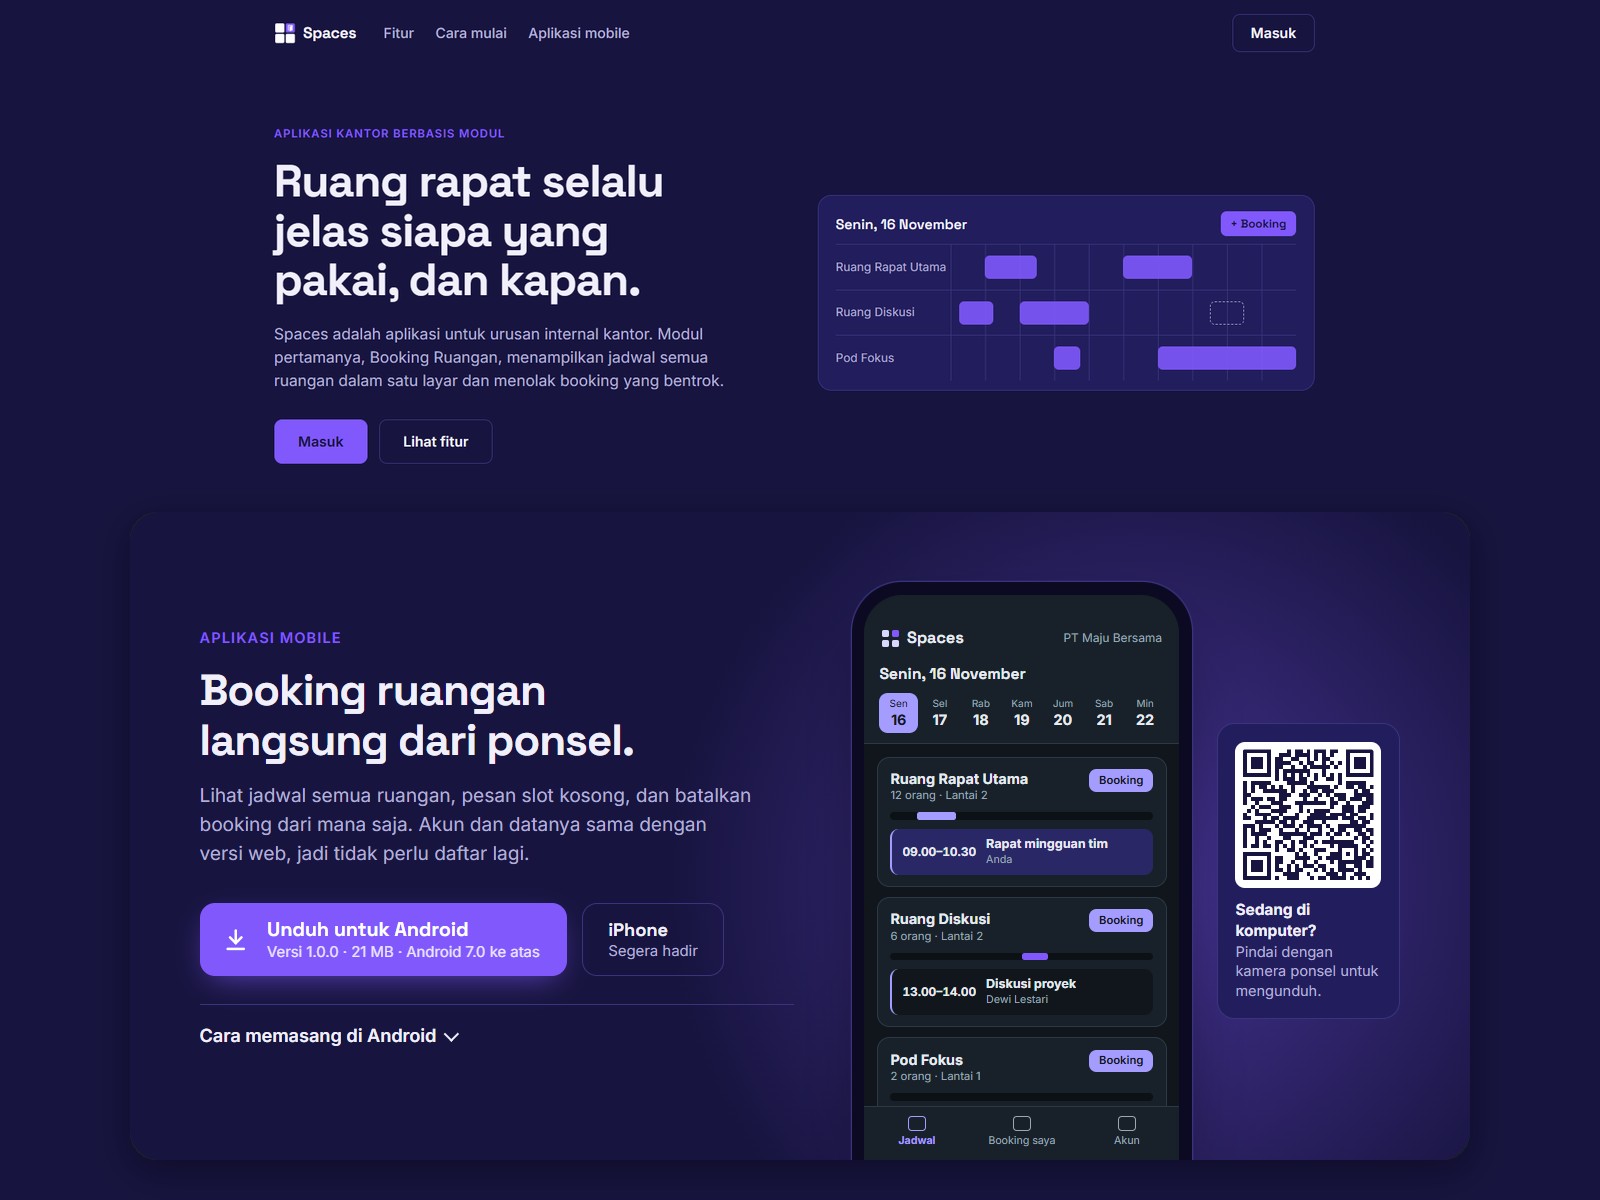 Spaces
Fitur
Cara mulai
Aplikasi mobile
Masuk
APLIKASI KANTOR BERBASIS MODUL
Ruang rapat selalu
jelas siapa yang
pakai, dan kapan.
Spaces adalah aplikasi untuk urusan internal kantor. Modul
pertamanya, Booking Ruangan, menampilkan jadwal semua
ruangan dalam satu layar dan menolak booking yang bentrok.
Masuk
Lihat fitur
Senin, 16 November
+ Booking
Ruang Rapat Utama
Ruang Diskusi
Pod Fokus
APLIKASI MOBILE
Booking ruangan
langsung dari ponsel.
Lihat jadwal semua ruangan, pesan slot kosong, dan batalkan
booking dari mana saja. Akun dan datanya sama dengan
versi web, jadi tidak perlu daftar lagi.
Unduh untuk Android
Versi 1.0.0 · 21 MB · Android 7.0 ke atas
iPhone
Segera hadir
Cara memasang di Android
Spaces
PT Maju Bersama
Senin, 16 November
Sen Sel Rab Kam Jum Sab Min
16 17 18 19 20 21 22
Ruang Rapat Utama
12 orang · Lantai 2
Booking
09.00–10.30
Rapat mingguan tim
Anda
Ruang Diskusi
6 orang · Lantai 2
Booking
13.00–14.00
Diskusi proyek
Dewi Lestari
Pod Fokus
2 orang · Lantai 1
Booking
Jadwal
Booking saya
Akun
Sedang di
komputer?
Pindai dengan
kamera ponsel untuk
mengunduh.